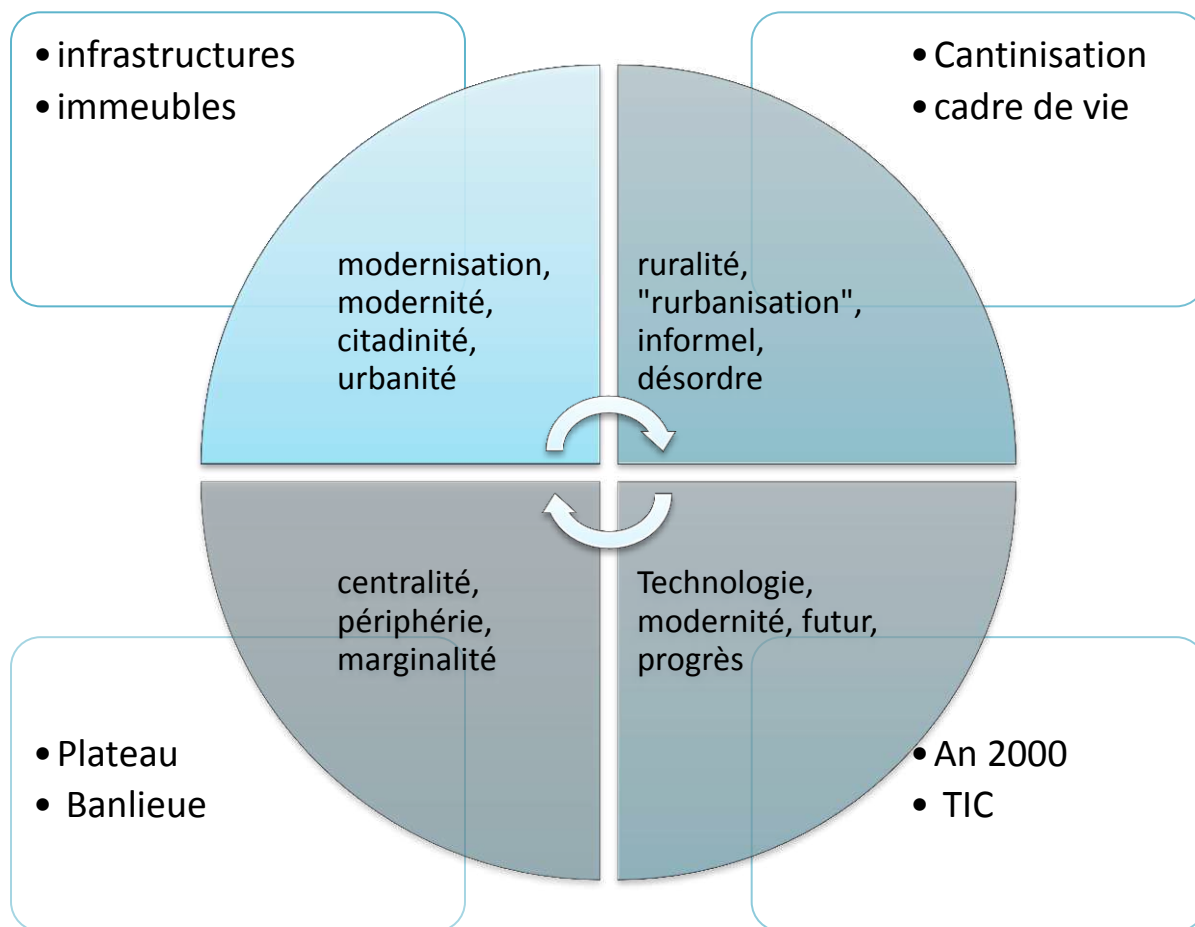 • infrastructures
• immeubles
• Cantinisation
• cadre de vie
modernisation,
modernité,
citadinité,
urbanité
ruralité,
"rurbanisation",
informel,
désordre
centralité,
périphérie,
marginalité
Technologie,
modernité, futur,
progrès
• Plateau
• Banlieue
• An 2000
• TIC